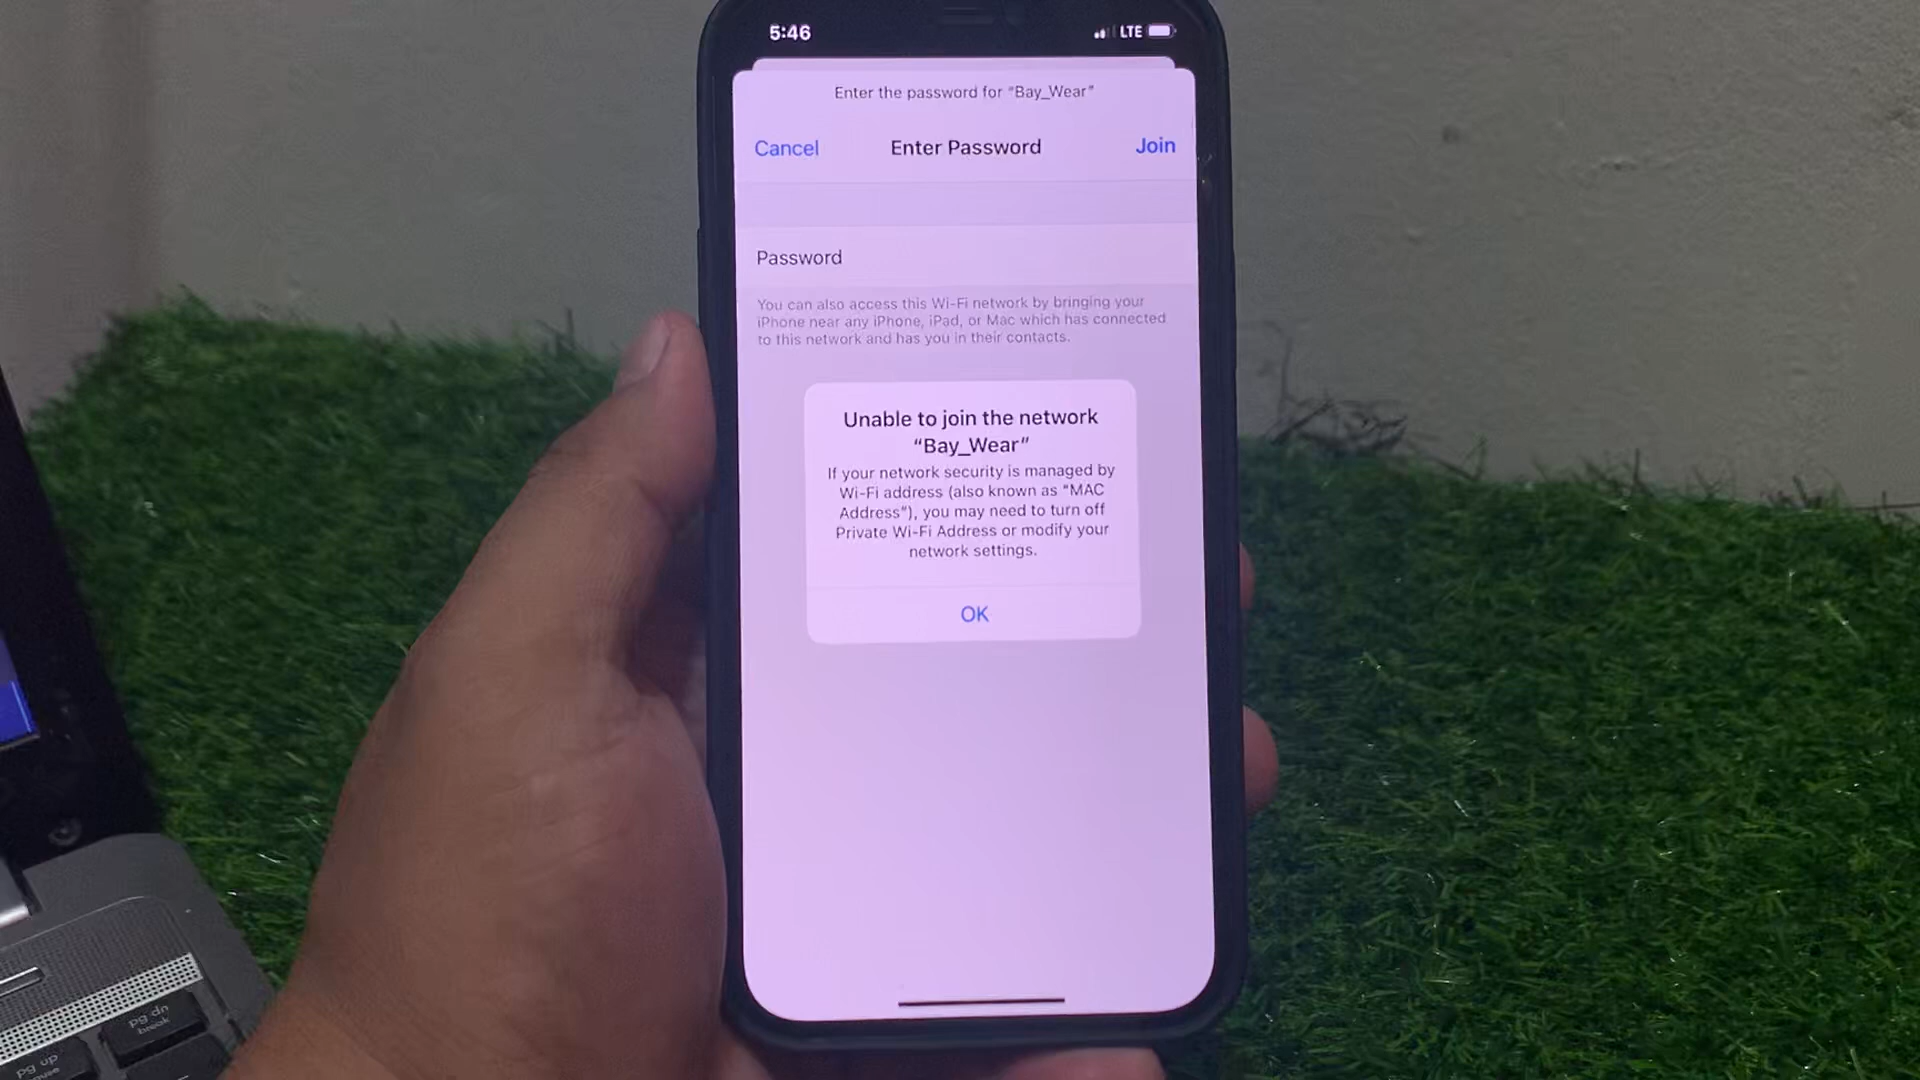 5:46 LTE
Enter the password for "Bay_Wear"
Cancel Enter Password Join
Password
You can also access this Wi-Fi network by bringing your
iPhone near any iPhone, iPad, or Mac which has connected
to this network and has you in their contacts.
Unable to join the network
“Bay_Wear”
If your network security is managed by
Wi-Fi address (also known as “MAC
Address”), you may need to turn off
Private Wi-Fi Address or modify your
network settings.
OK
pg dn
break
pg up